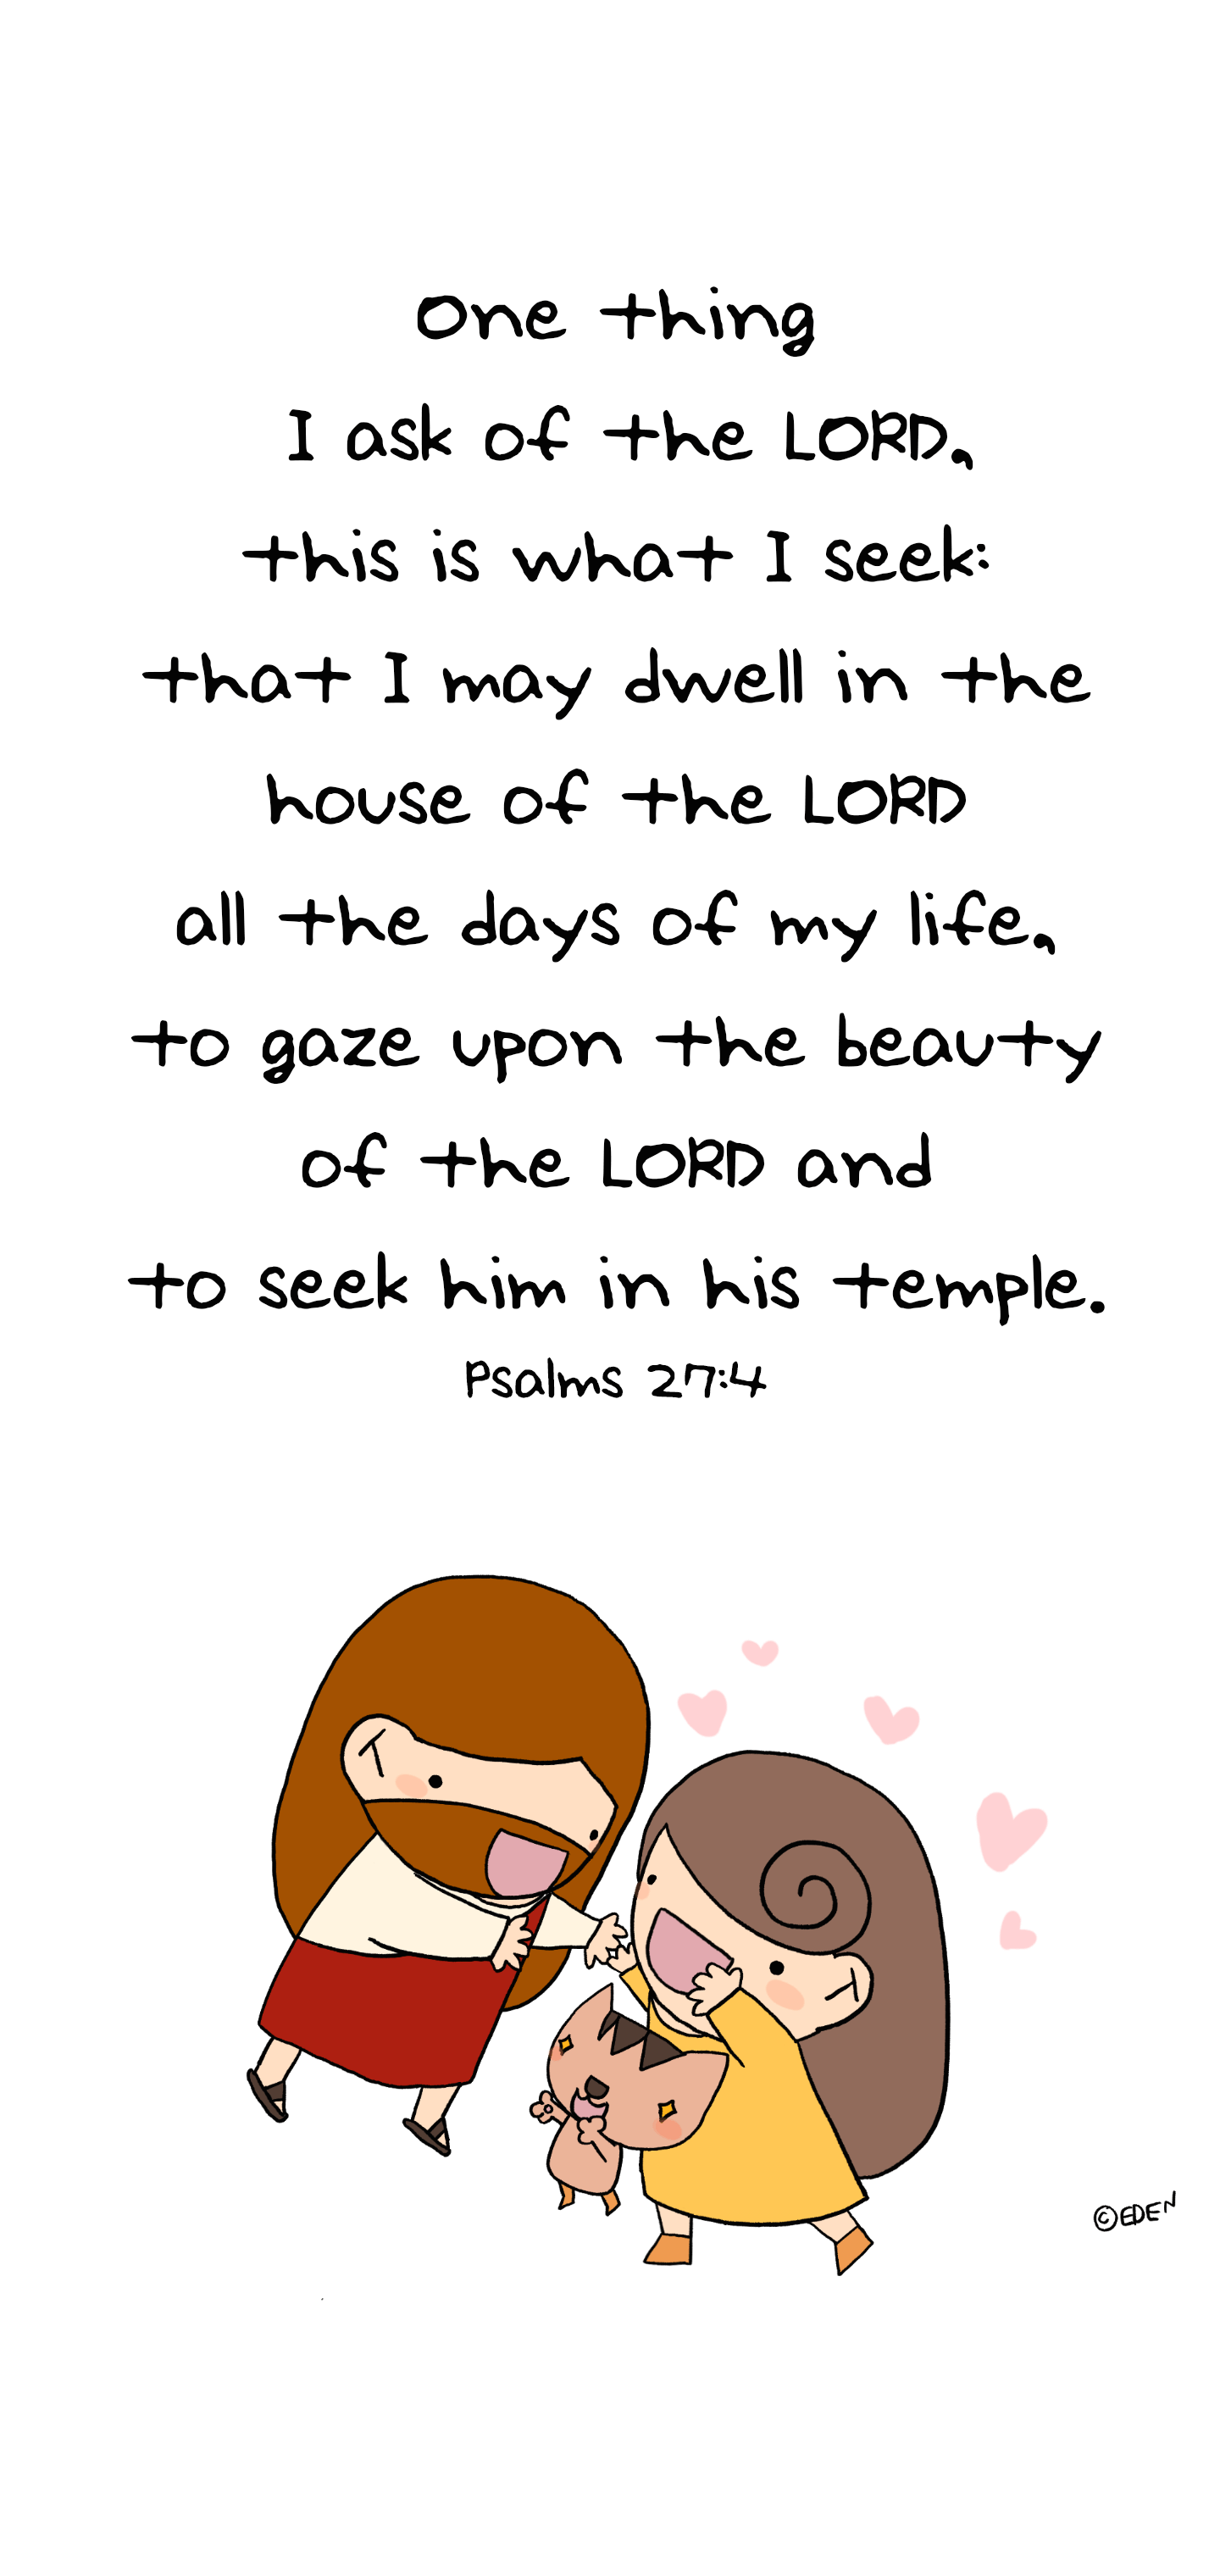 One thing
I ask of the LORD,
this is what I seek:
that I may dwell in the
house of the LORD
all the days of my life,
to gaze upon the beauty
of the LORD and
to seek him in his temple.
Psalms 27:4
©EDEN